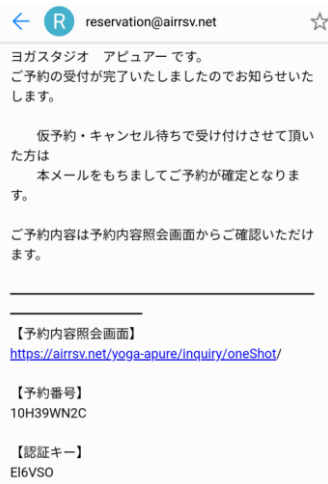 R reservation@airrsv.net
ヨガスタジオ　アピュアー です。
ご予約の受付が完了いたしましたのでお知らせいた
します。
　　仮予約・キャンセル待ちで受け付けさせて頂い
た方は
　　本メールをもちましてご予約が確定となりま
す。
ご予約内容は予約内容照会画面からご確認いただけ
ます。
【予約内容照会画面】
https://airrsv.net/yoga-apure/inquiry/oneShot/
【予約番号】
10H39WN2C
【認証キー】
El6VSO